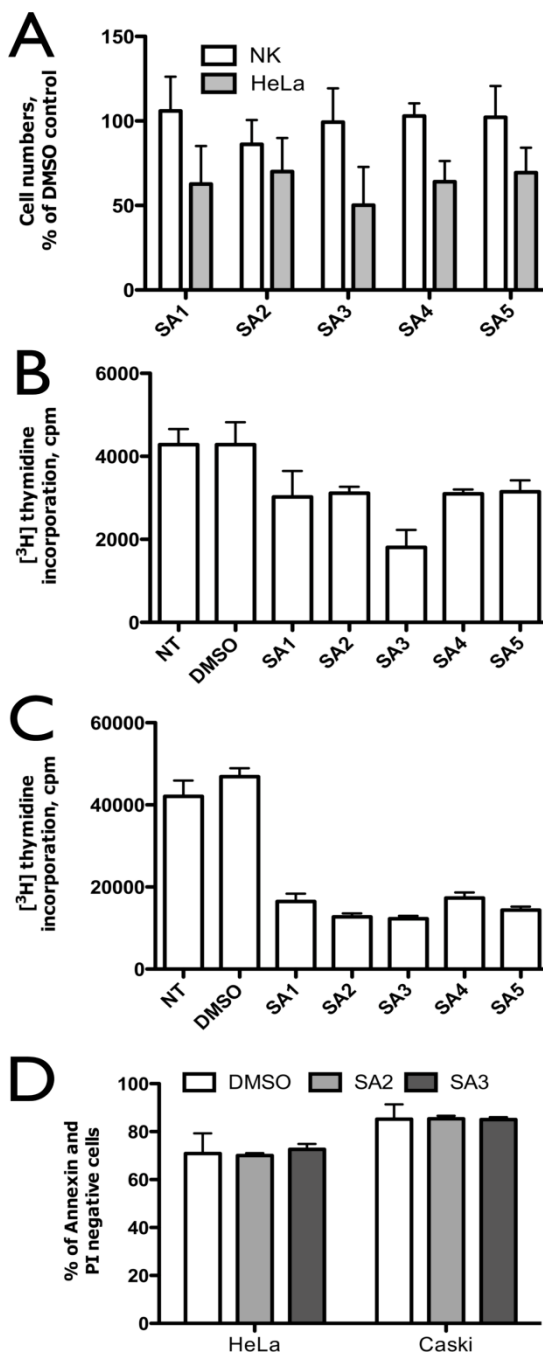 A
Cell numbers,
% of DMSO control
150
100
50
0
NK
HeLa
SA1
SA2
SA3
SA4
SA5
B
[³H] thymidine
incorporation, cpm
6000
4000
2000
0
NT
DMSO
SA1
SA2
SA3
SA4
SA5
C
[³H] thymidine
incorporation, cpm
60000
40000
20000
0
NT
DMSO
SA1
SA2
SA3
SA4
SA5
D
% of Annexin and
PI negative cells
100
80
60
40
20
0
DMSO
SA2
SA3
HeLa
Caski